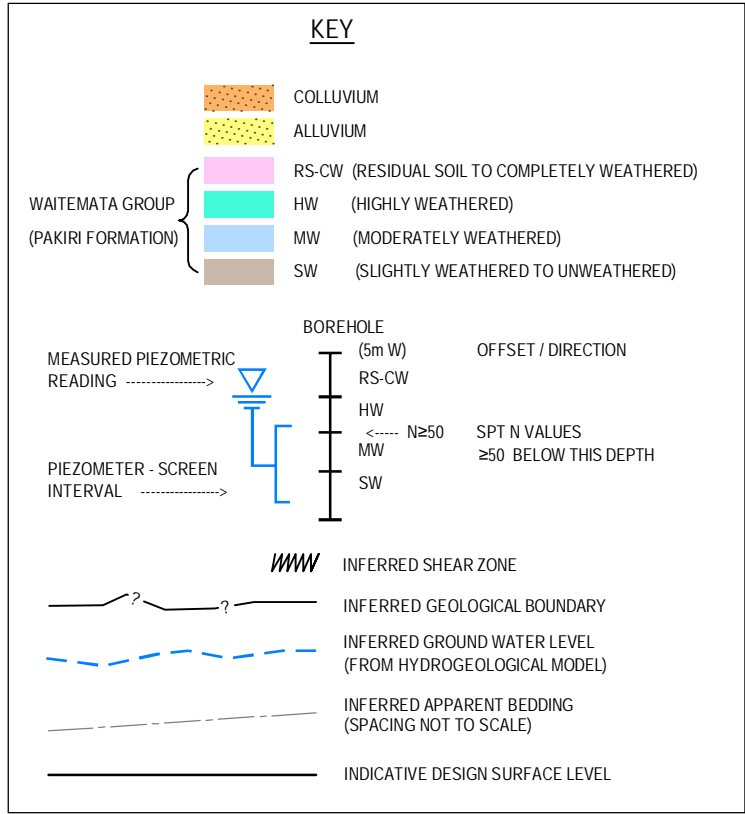 KEY
COLLUVIUM
ALLUVIUM
RS-CW (RESIDUAL SOIL TO COMPLETELY WEATHERED)
WAITEMATA GROUP
(PAKIRI FORMATION)
HW (HIGHLY WEATHERED)
MW (MODERATELY WEATHERED)
SW (SLIGHTLY WEATHERED TO UNWEATHERED)
BOREHOLE
(5m W) OFFSET / DIRECTION
MEASURED PIEZOMETRIC
READING ----------------->
RS-CW
HW
<----- N≥50 SPT N VALUES
MW ≥50 BELOW THIS DEPTH
PIEZOMETER - SCREEN
INTERVAL ----------------->
SW
INFERRED SHEAR ZONE
? ? INFERRED GEOLOGICAL BOUNDARY
INFERRED GROUND WATER LEVEL
(FROM HYDROGEOLOGICAL MODEL)
INFERRED APPARENT BEDDING
(SPACING NOT TO SCALE)
INDICATIVE DESIGN SURFACE LEVEL